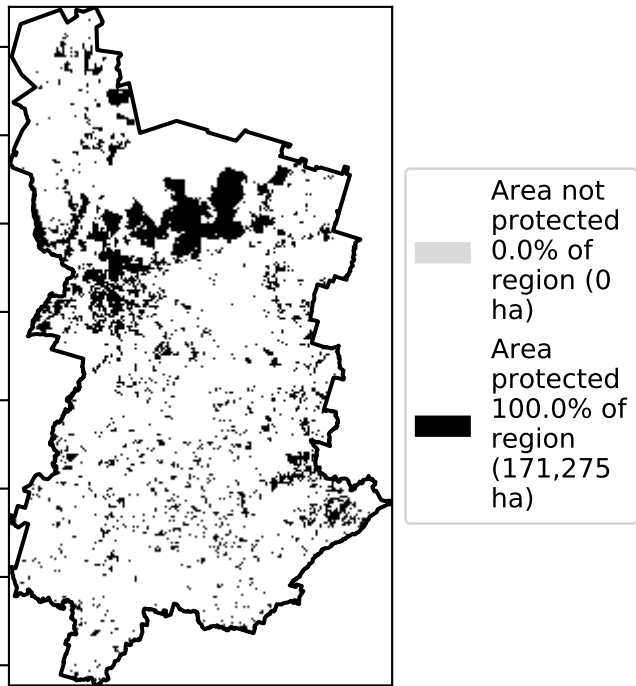 Area not
protected
0.0% of
region (0
ha)
Area
protected
100.0% of
region
(171,275
ha)